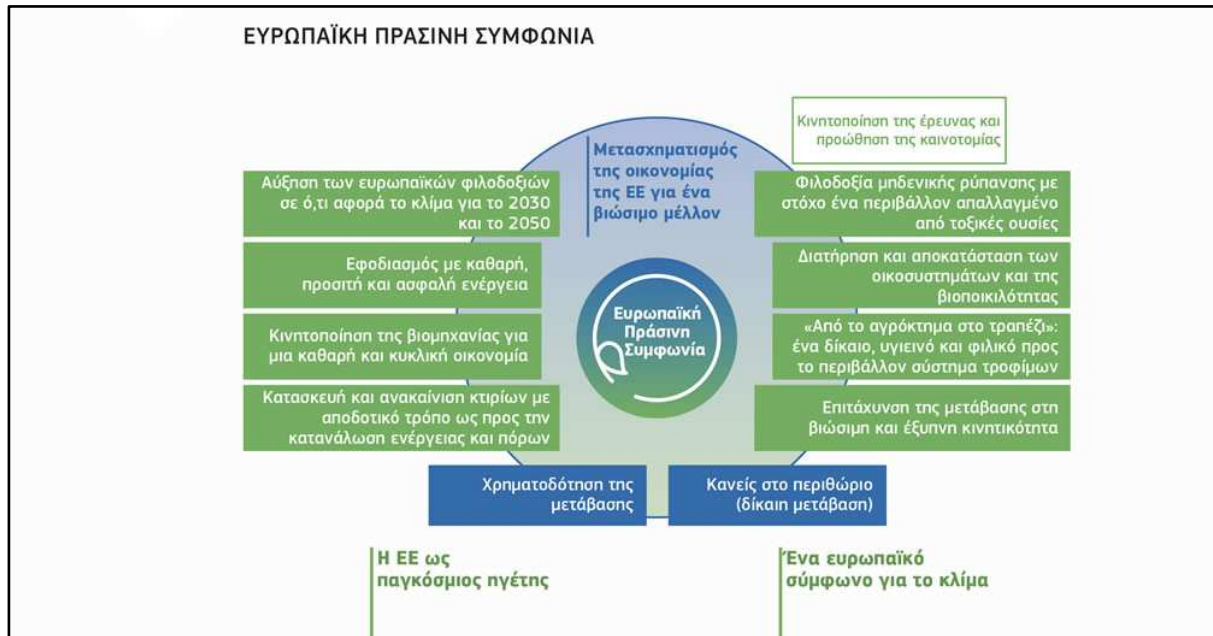 ΕΥΡΩΠΑΪΚΗ ΠΡΑΣΙΝΗ ΣΥΜΦΩΝΙΑ
Μετασχηματισμός
της οικονομίας
της ΕΕ για ένα
βιώσιμο μέλλον
Κινητοποίηση της έρευνας και
προώθηση της καινοτομίας
Αύξηση των ευρωπαϊκών φιλοδοξιών
σε ό,τι αφορά το κλίμα για το 2030
και το 2050
Φιλοδοξία μηδενικής ρύπανσης με
στόχο ένα περιβάλλον απαλλαγμένο
από τοξικές ουσίες
Εφοδιασμός με καθαρή,
προσιτή και ασφαλή ενέργεια
Διατήρηση και αποκατάσταση των
οικοσυστημάτων και της
βιοποικιλότητας
Ευρωπαϊκή
Πράσινη
Συμφωνία
Κινητοποίηση της βιομηχανίας για
μια καθαρή και κυκλική οικονομία
«Από το αγρόκτημα στο τραπέζι»:
ένα δίκαιο, υγιεινό και φιλικό προς
το περιβάλλον σύστημα τροφίμων
Κατασκευή και ανακαίνιση κτιρίων με
αποδοτικό τρόπο ως προς την
κατανάλωση ενέργειας και πόρων
Επιτάχυνση της μετάβασης στη
βιώσιμη και έξυπνη κινητικότητα
Χρηματοδότηση της
μετάβασης
Κανείς στο περιθώριο
(δίκαιη μετάβαση)
Η ΕΕ ως
παγκόσμιος ηγέτης
Ένα ευρωπαϊκό
σύμφωνο για το κλίμα